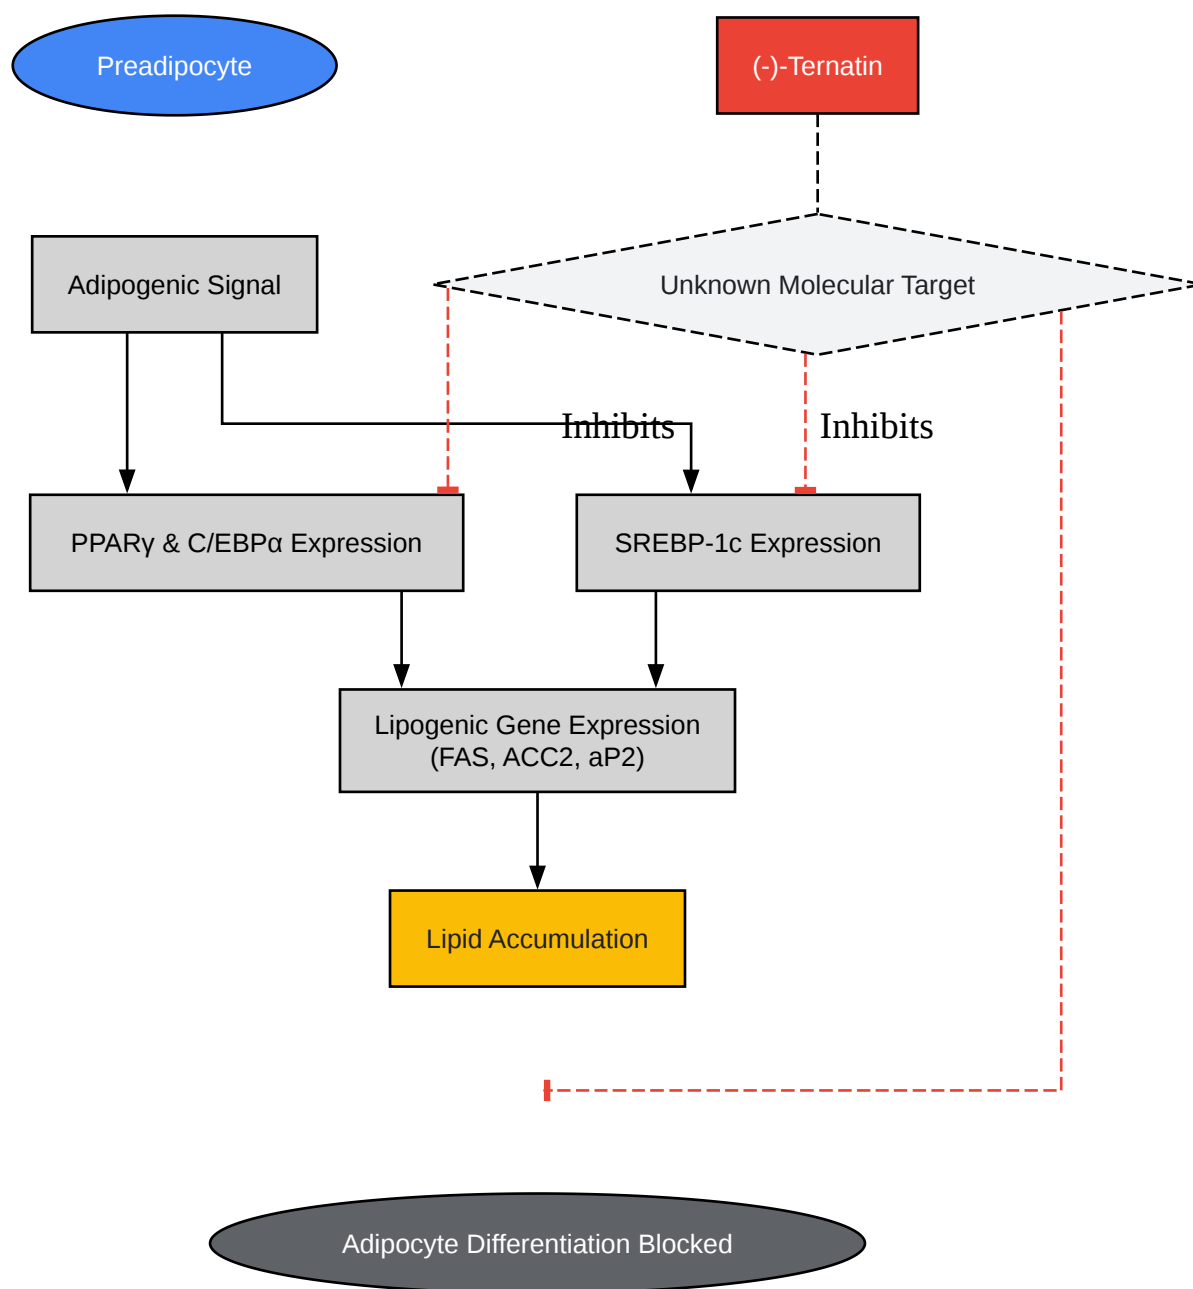 Preadipocyte
(-)-Ternatin
Adipogenic Signal
Unknown Molecular Target
Inhibits
Inhibits
PPARγ & C/EBPα Expression
SREBP-1c Expression
Lipogenic Gene Expression
(FAS, ACC2, aP2)
Lipid Accumulation
Adipocyte Differentiation Blocked